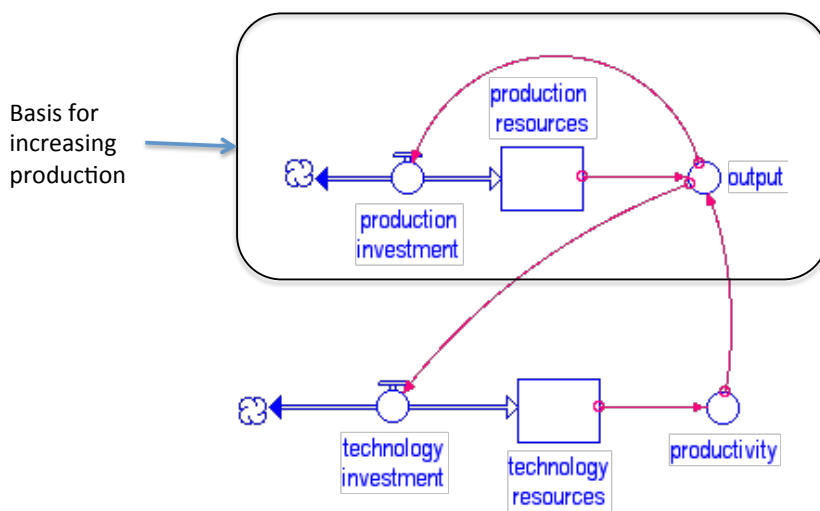 Basis for
increasing
production
production
resources
output
production
investment
technology
investment
technology
resources
productivity